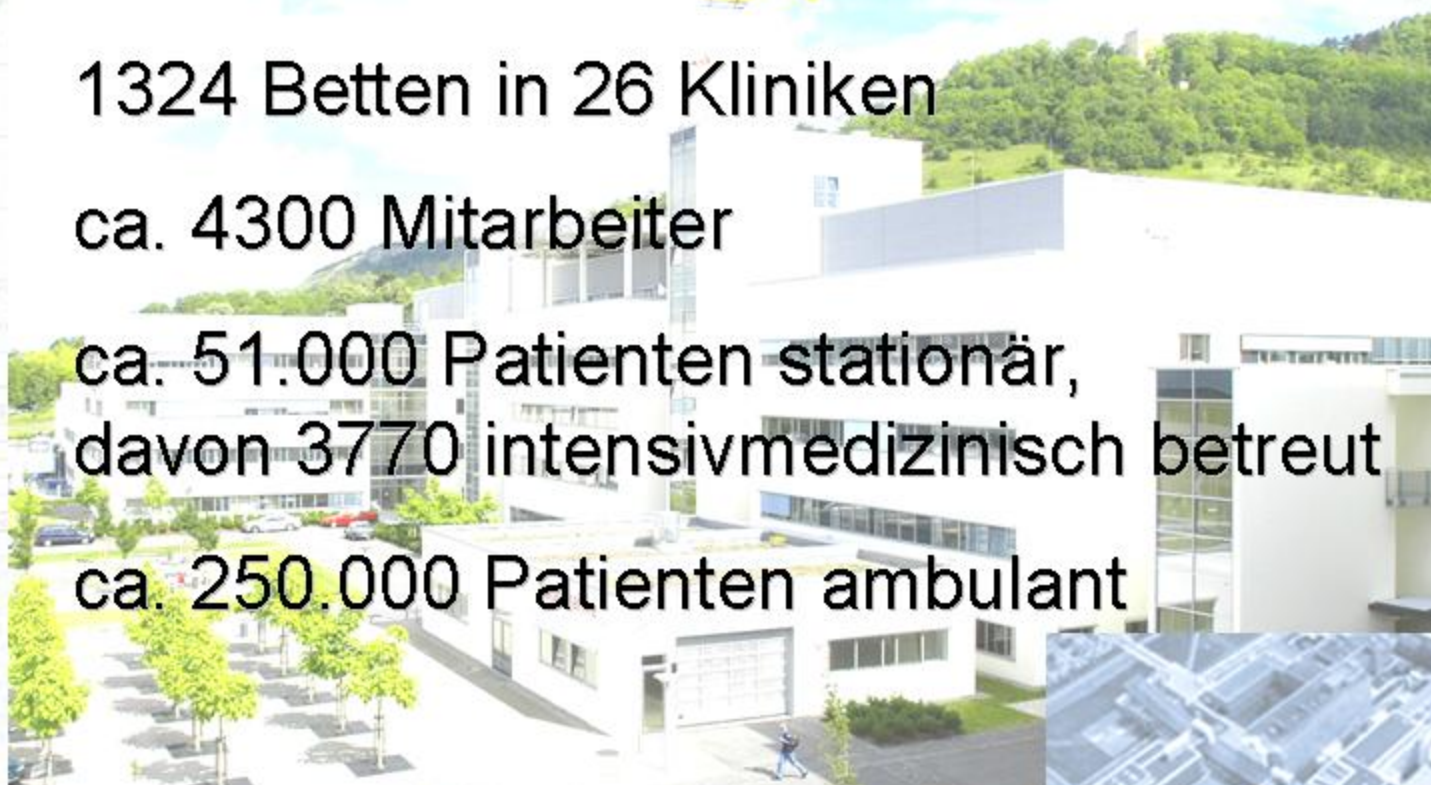 1324 Betten in 26 Kliniken
ca. 4300 Mitarbeiter
ca. 51.000 Patienten stationär,
davon 3770 intensivmedizinisch betreut
ca. 250.000 Patienten ambulant